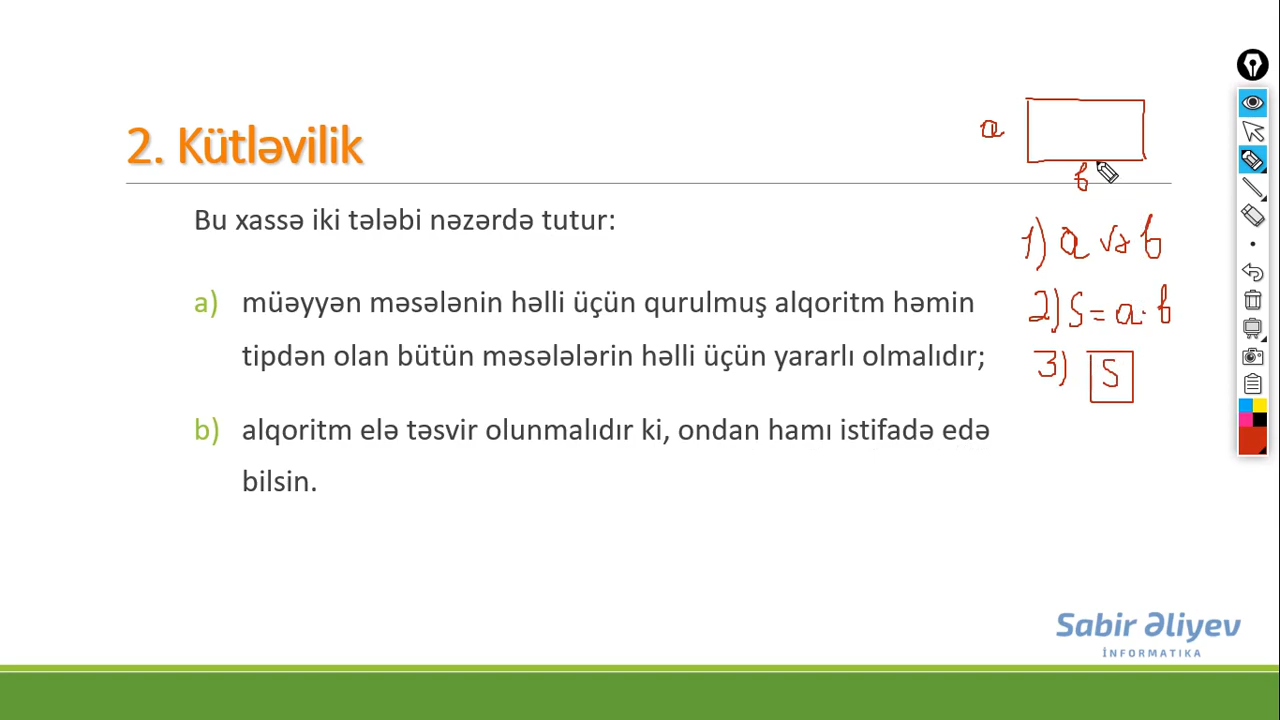 2. Kütləvilik
Bu xassə iki tələbi nəzərdə tutur:
a) müəyyən məsələnin həlli üçün qurulmuş alqoritm həmin
tipdən olan bütün məsələlərin həlli üçün yararlı olmalıdır;
b) alqoritm elə təsvir olunmalıdır ki, ondan hamı istifadə edə
bilsin.
a
b
1) a və b
2) S = a · b
3) S
Sabir Əliyev
İNFORMATIKA